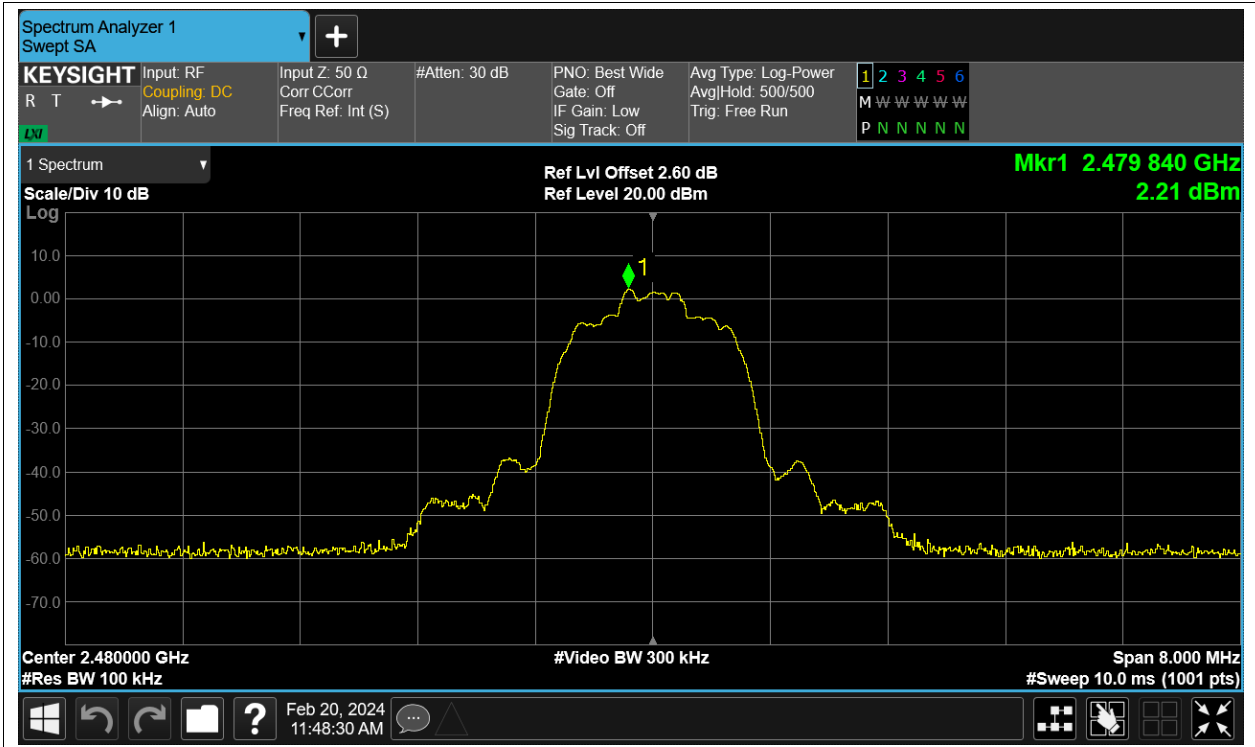 Spectrum Analyzer 1
Swept SA
KEYSIGHT
R T
LXI
Input: RF
Coupling: DC
Align: Auto
Input Z: 50 Ω
Corr CCorr
Freq Ref: Int (S)
#Atten: 30 dB
PNO: Best Wide
Gate: Off
IF Gain: Low
Sig Track: Off
Avg Type: Log-Power
Avg|Hold: 500/500
Trig: Free Run
1 2 3 4 5 6
M W W W W W
P N N N N N
1 Spectrum
Scale/Div 10 dB
Log
Ref Lvl Offset 2.60 dB
Ref Level 20.00 dBm
Mkr1 2.479 840 GHz
2.21 dBm
10.0
0.00
-10.0
-20.0
-30.0
-40.0
-50.0
-60.0
-70.0
1
Center 2.480000 GHz
#Res BW 100 kHz
#Video BW 300 kHz
Span 8.000 MHz
#Sweep 10.0 ms (1001 pts)
?
Feb 20, 2024
11:48:30 AM